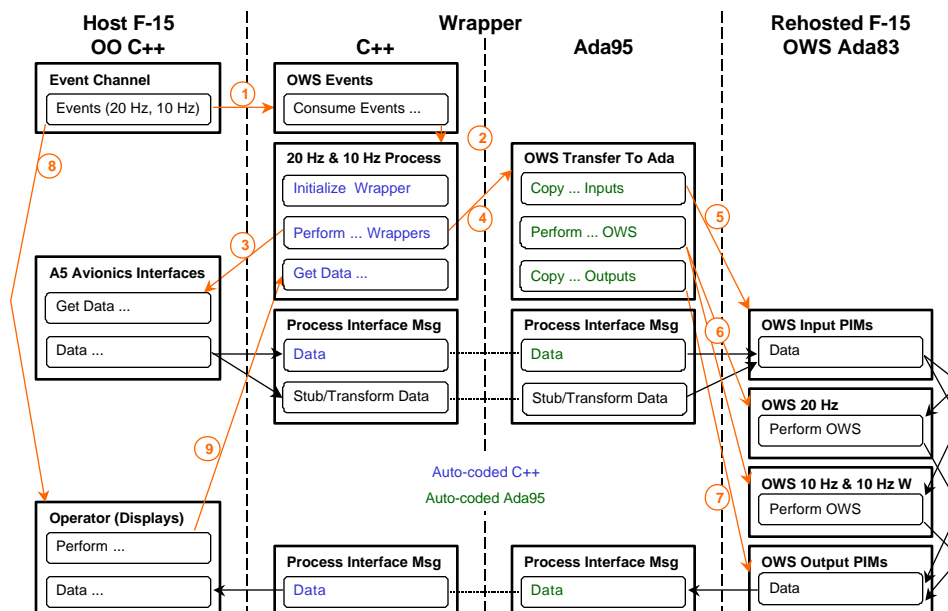 Host F-15
OO C++
Wrapper
C++
Ada95
Rehosted F-15
OWS Ada83
Event Channel
Events (20 Hz, 10 Hz)
1
OWS Events
Consume Events ...
2
8
20 Hz & 10 Hz Process
Initialize Wrapper
Perform ... Wrappers
Get Data ...
3
4
OWS Transfer To Ada
Copy ... Inputs
Perform ... OWS
Copy ... Outputs
5
A5 Avionics Interfaces
Get Data ...
Data ...
Process Interface Msg
Data
Stub/Transform Data
Process Interface Msg
Data
Stub/Transform Data
6
OWS Input PIMs
Data
OWS 20 Hz
Perform OWS
9
Auto-coded C++
Auto-coded Ada95
7
OWS 10 Hz & 10 Hz W
Perform OWS
Operator (Displays)
Perform ...
Data ...
Process Interface Msg
Data
Process Interface Msg
Data
OWS Output PIMs
Data